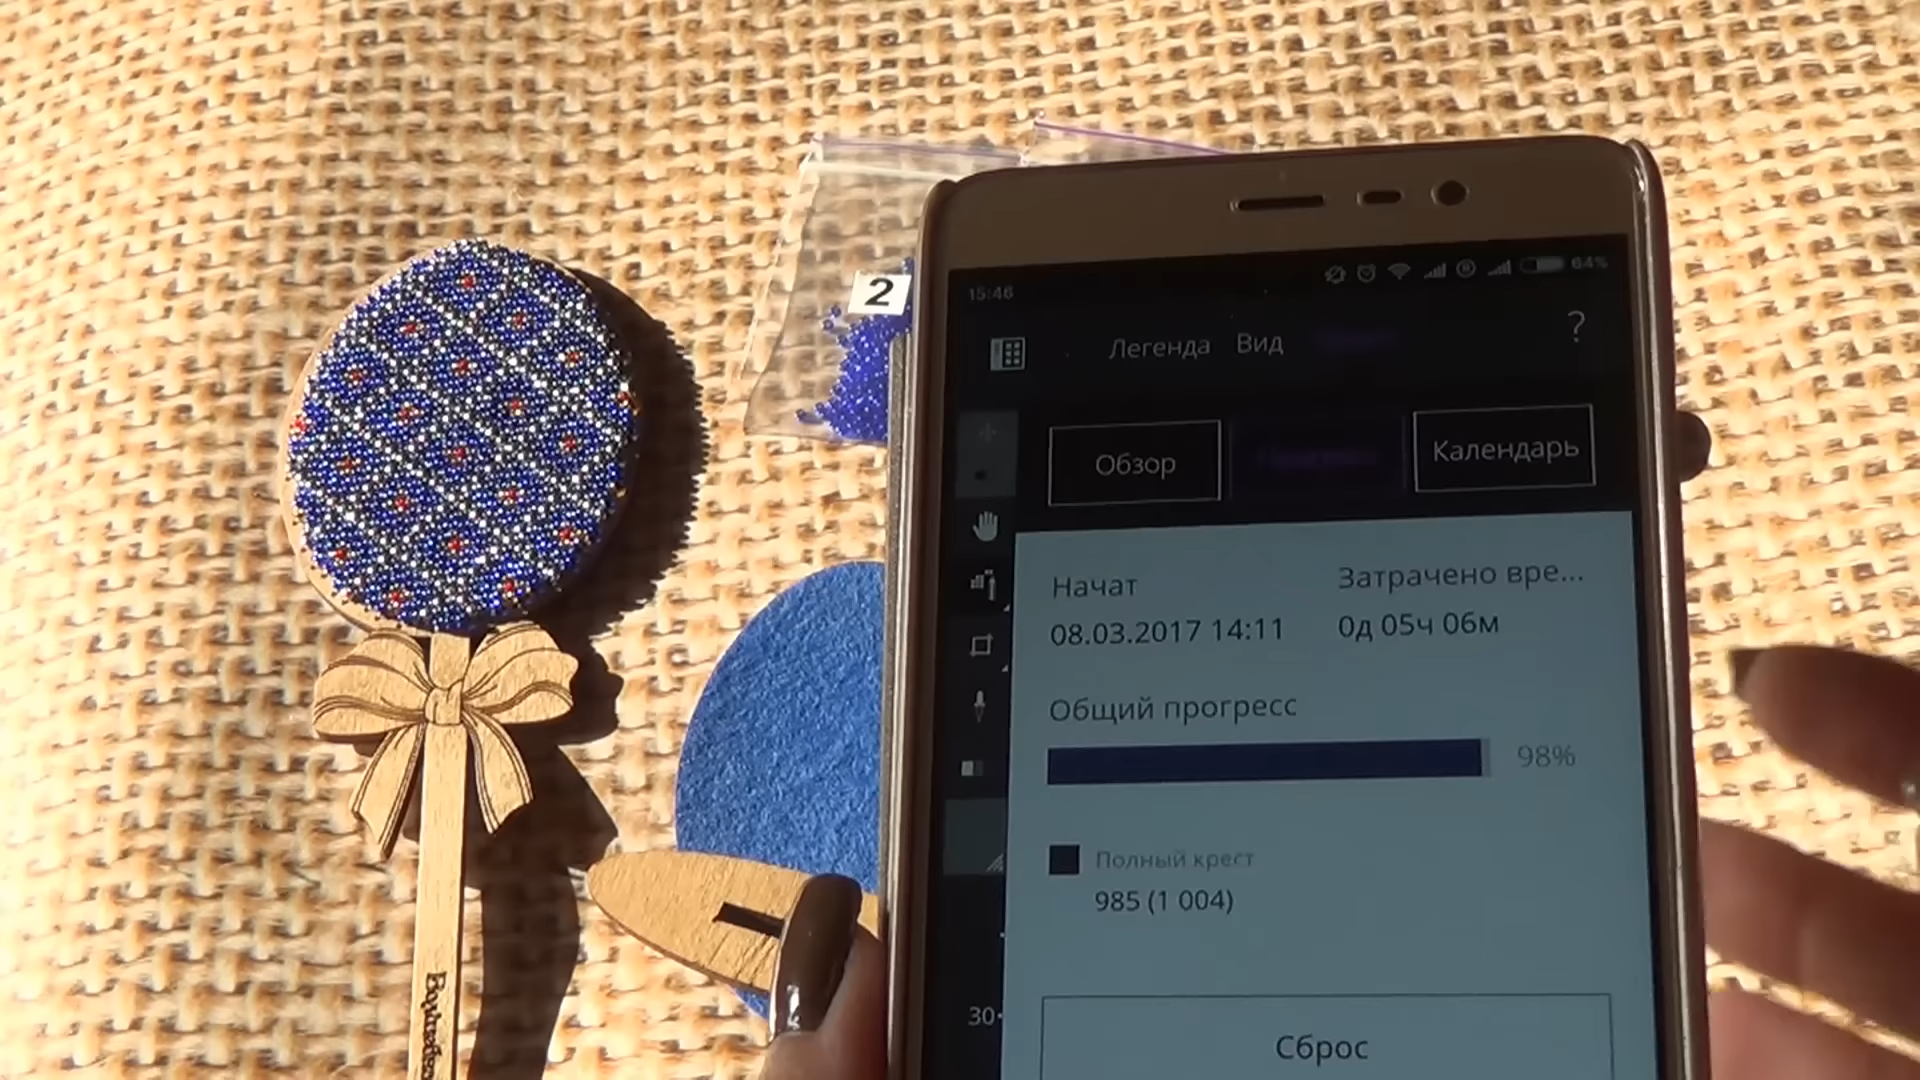 2
15:46
64%
Легенда Вид
?
Обзор
Календарь
Начат
Затрачено вре...
08.03.2017 14:11
0д 05ч 06м
Общий прогресс
98%
Полный крест
985 (1 004)
30
Сброс